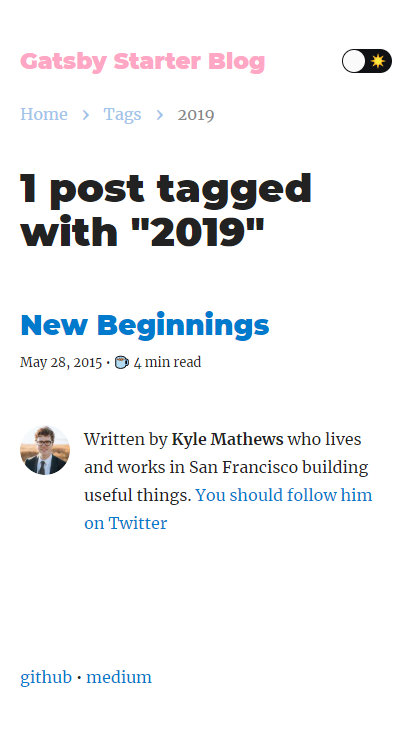 Gatsby Starter Blog
Home > Tags > 2019
1 post tagged
with "2019"
New Beginnings
May 28, 2015 • ☕ 4 min read
Written by Kyle Mathews who lives
and works in San Francisco building
useful things. You should follow him
on Twitter
github • medium